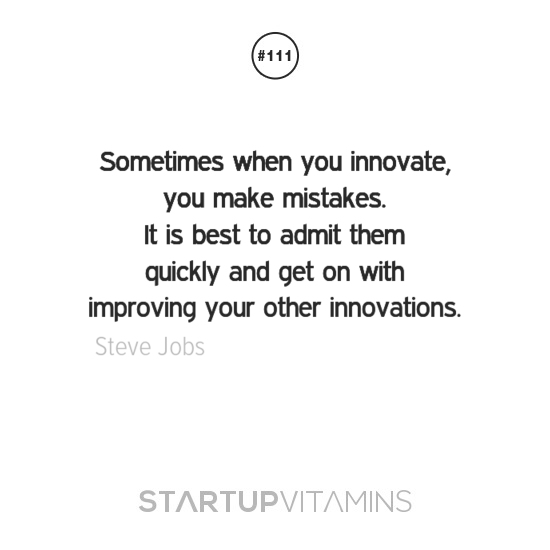 #111
Sometimes when you innovate,
you make mistakes.
It is best to admit them
quickly and get on with
improving your other innovations.
Steve Jobs
STARTUPVITAMINS